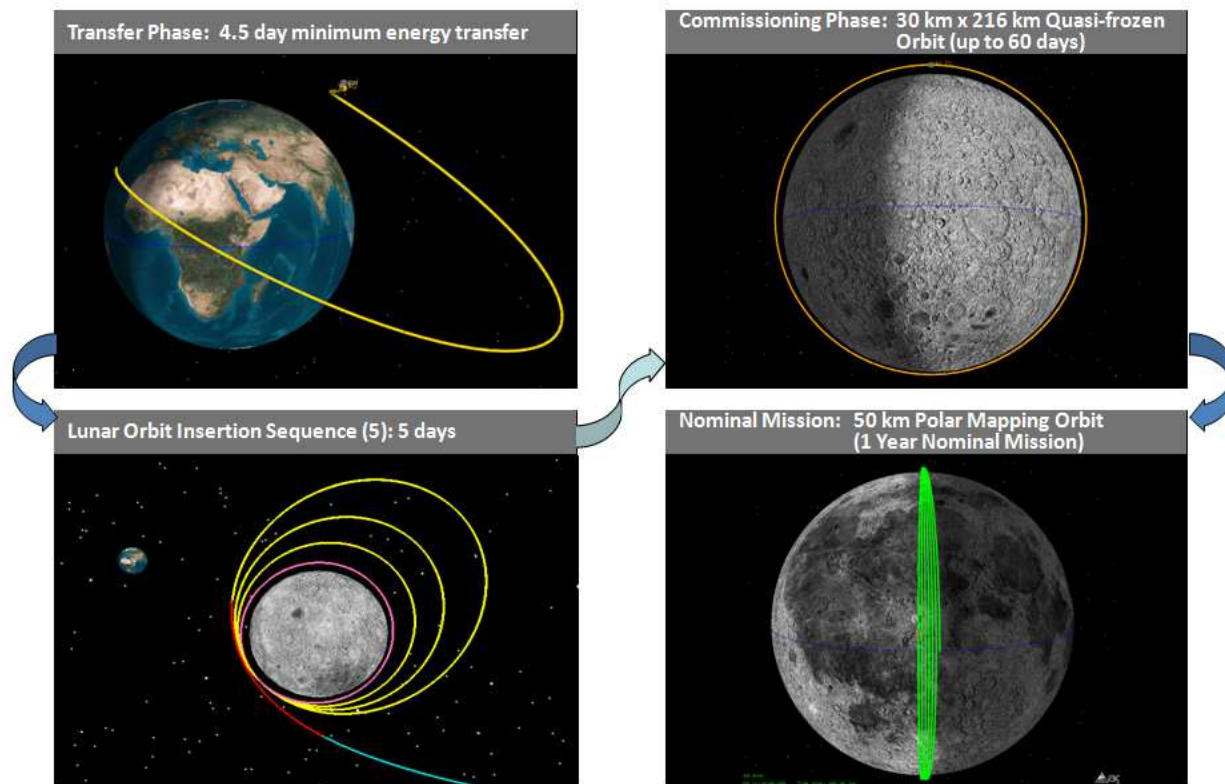 Transfer Phase: 4.5 day minimum energy transfer
Commissioning Phase: 30 km x 216 km Quasi-frozen
Orbit (up to 60 days)
Lunar Orbit Insertion Sequence (5): 5 days
Nominal Mission: 50 km Polar Mapping Orbit
(1 Year Nominal Mission)